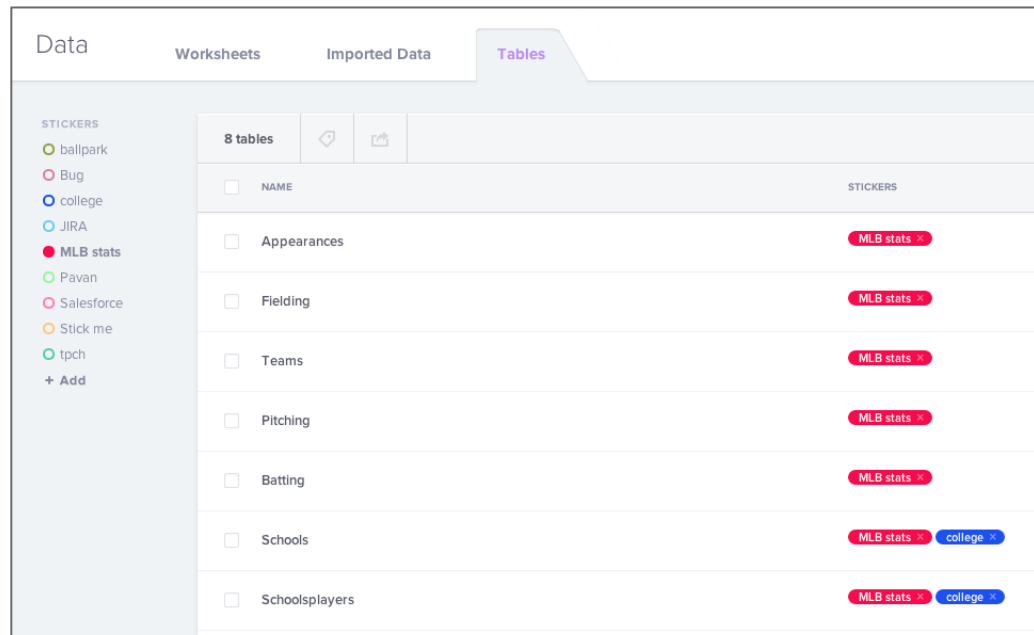 Data
Worksheets Imported Data Tables
STICKERS
ballpark
Bug
college
JIRA
MLB stats
Pavan
Salesforce
Stick me
tpch
+ Add
8 tables
NAME STICKERS
Appearances MLB stats ×
Fielding MLB stats ×
Teams MLB stats ×
Pitching MLB stats ×
Batting MLB stats ×
Schools MLB stats × college ×
Schoolsplayers MLB stats × college ×